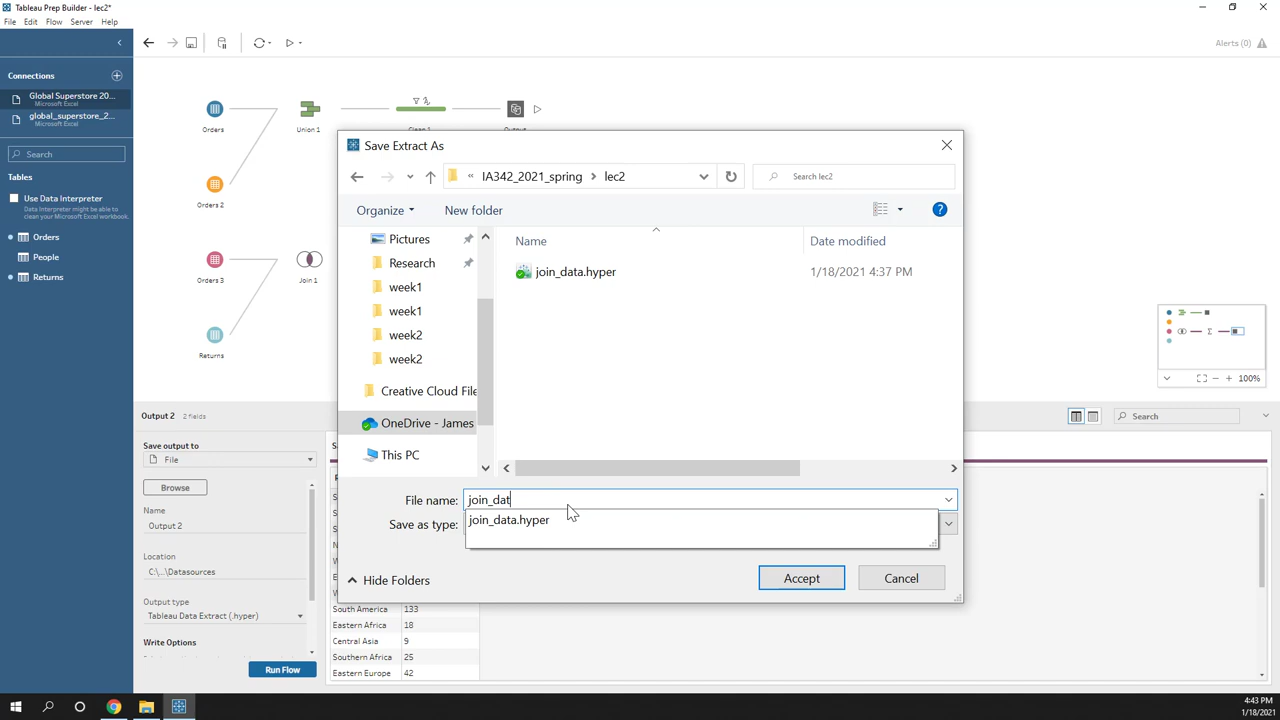 Tableau Prep Builder - lec2*
File Edit Flow Server Help
Alerts (0)
Connections
Global Superstore 20...
Microsoft Excel
global_superstore_2...
Microsoft Excel
Search
Tables
Use Data Interpreter
Data Interpreter might be able to
clean your Microsoft Excel workbook.
Orders
People
Returns
Orders
Union 1
Clean 1
Output
Orders 2
Orders 3
Join 1
Returns
Save Extract As
« IA342_2021_spring > lec2
Search lec2
Organize
New folder
Name
Date modified
Pictures
Research
week1
week1
week2
week2
Creative Cloud File
OneDrive - James
This PC
join_data.hyper
1/18/2021 4:37 PM
File name: join_dat
Save as type:
join_data.hyper
Hide Folders
Accept
Cancel
100%
Output 2 2 fields
Search
Save output to
File
Browse
Name
Output 2
Location
C:\...\Datasources
Output type
Tableau Data Extract (.hyper)
Write Options
Run Flow
South America 133
Eastern Africa 18
Central Asia 9
Southern Africa 25
Eastern Europe 42
4:43 PM
1/18/2021